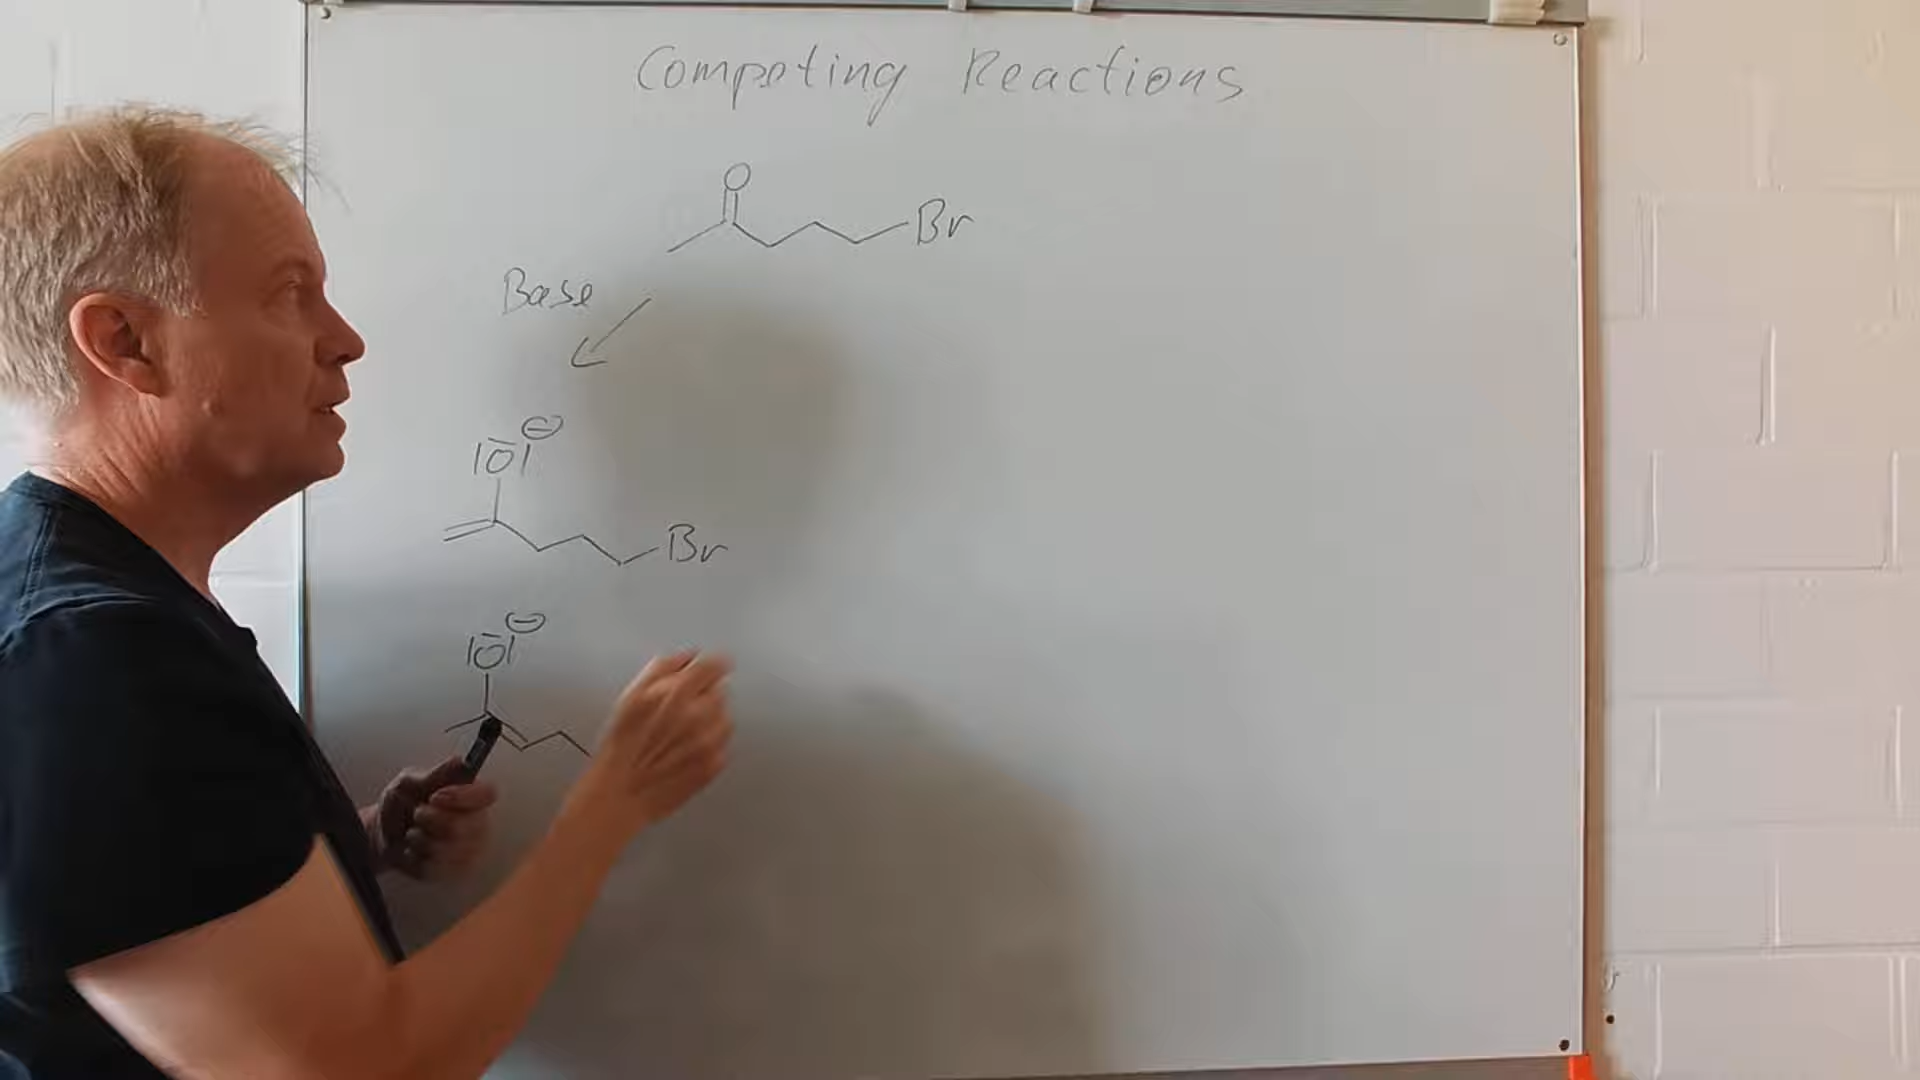 Competing Reactions
O
Br
Base
|O̅| ⊖
Br
|O̅| ⊖